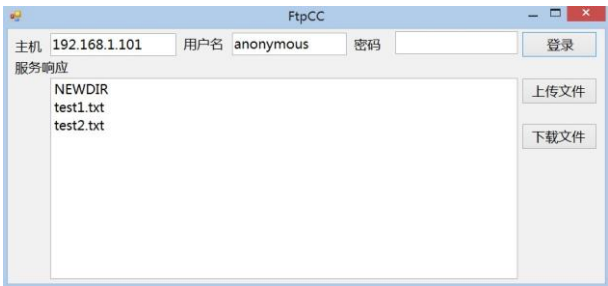 FtpCC
主机 192.168.1.101 用户名 anonymous 密码 登录
服务响应
NEWDIR
test1.txt
test2.txt
上传文件
下载文件